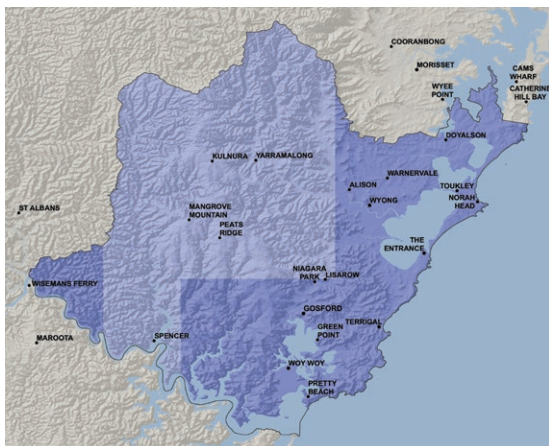 COORANBONG
MORISSET
CAMS
WHARF
WYEE
POINT
CATHERINE
HILL BAY
DOYALSON
KULNURA
YARRAMALONG
WARNERVALE
ALISON
TOUKLEY
WYONG
NORAH
HEAD
ST ALBANS
MANGROVE
MOUNTAIN
PEATS
RIDGE
THE
ENTRANCE
NIAGARA
PARK
LISAROW
WISEMANS FERRY
GOSFORD
TERRIGAL
GREEN
POINT
SPENCER
MAROOTA
WOY WOY
PRETTY
BEACH